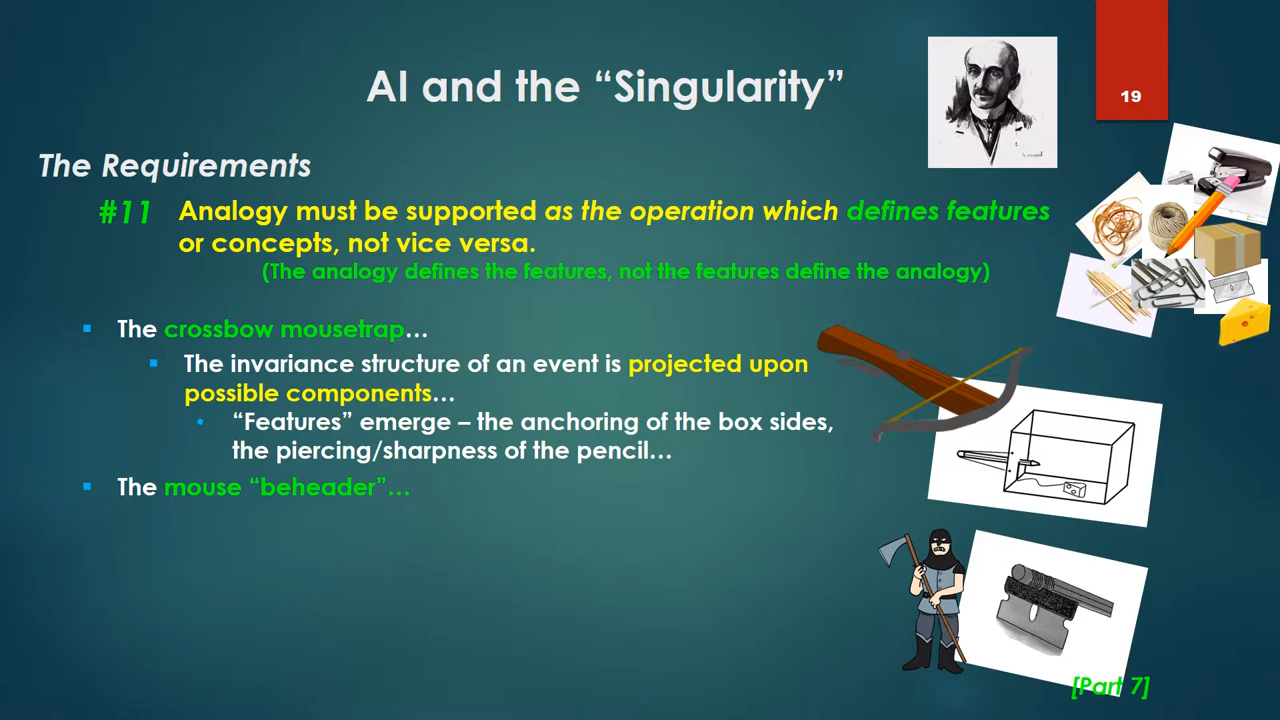 AI and the “Singularity”
19
The Requirements
#11 Analogy must be supported as the operation which defines features
or concepts, not vice versa.
(The analogy defines the features, not the features define the analogy)
The crossbow mousetrap…
The invariance structure of an event is projected upon
possible components…
“Features” emerge – the anchoring of the box sides,
the piercing/sharpness of the pencil…
The mouse “beheader”…
[Part 7]